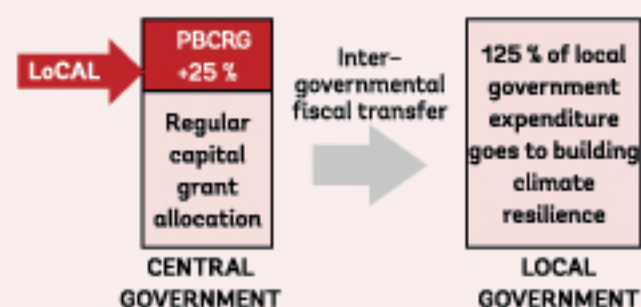 LoCAL
PBCRG
+25 %
Regular
capital
grant
allocation
CENTRAL
GOVERNMENT
Inter-
governmental
fiscal transfer
125 % of local
government
expenditure
goes to building
climate
resilience
LOCAL
GOVERNMENT